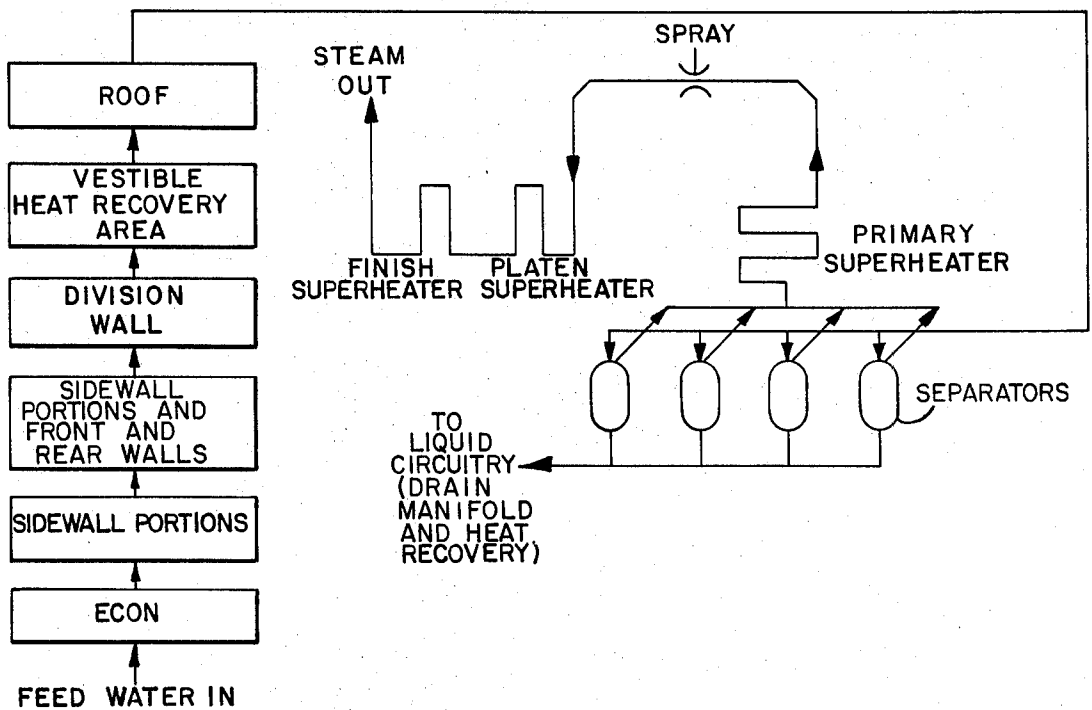 ROOF
VESTIBLE
HEAT RECOVERY
AREA
DIVISION
WALL
SIDEWALL
PORTIONS AND
FRONT AND
REAR WALLS
SIDEWALL PORTIONS
ECON
FEED WATER IN
STEAM
OUT
SPRAY
FINISH
SUPERHEATER
PLATEN
SUPERHEATER
PRIMARY
SUPERHEATER
SEPARATORS
TO
LIQUID
CIRCUITRY
(DRAIN
MANIFOLD
AND HEAT
RECOVERY)